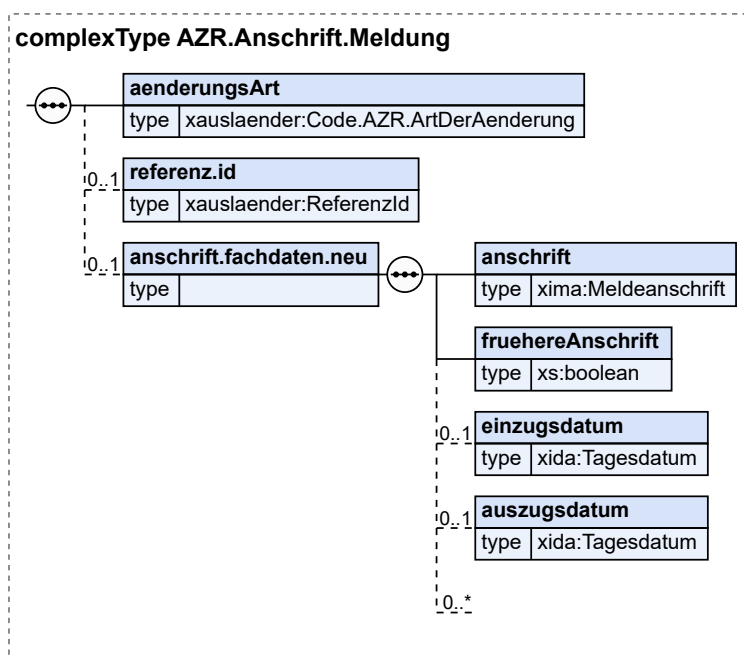 complexType AZR.Anschrift.Meldung
aenderungsArt
type xauslaender:Code.AZR.ArtDerAenderung
0..1 referenz.id
type xauslaender:ReferenzId
0..1 anschrift.fachdaten.neu
type
anschrift
type xima:Meldeanschrift
fruehereAnschrift
type xs:boolean
0..1 einzugsdatum
type xida:Tagesdatum
0..1 auszugsdatum
type xida:Tagesdatum
0..*